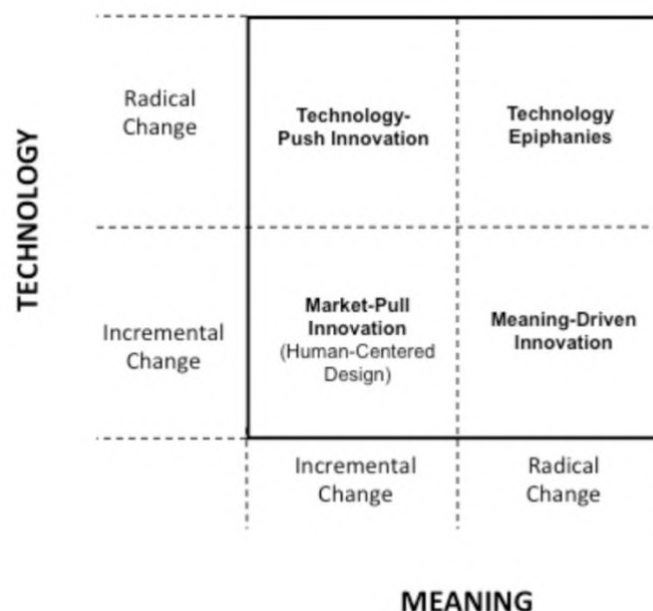 TECHNOLOGY
Radical
Change
Technology-
Push Innovation
Technology
Epiphanies
Incremental
Change
Market-Pull
Innovation
(Human-Centered
Design)
Meaning-Driven
Innovation
Incremental
Change
Radical
Change
MEANING